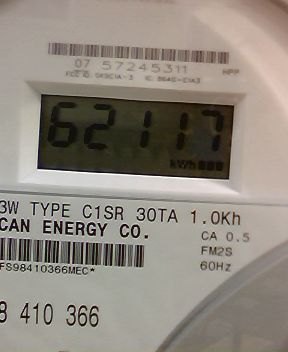 07 57245311
62117
kWh
3W TYPE C1SR 30TA 1.0Kh
CAN ENERGY CO. CA 0.5
FM2S
FS98410366MEC* 60Hz
8 410 366